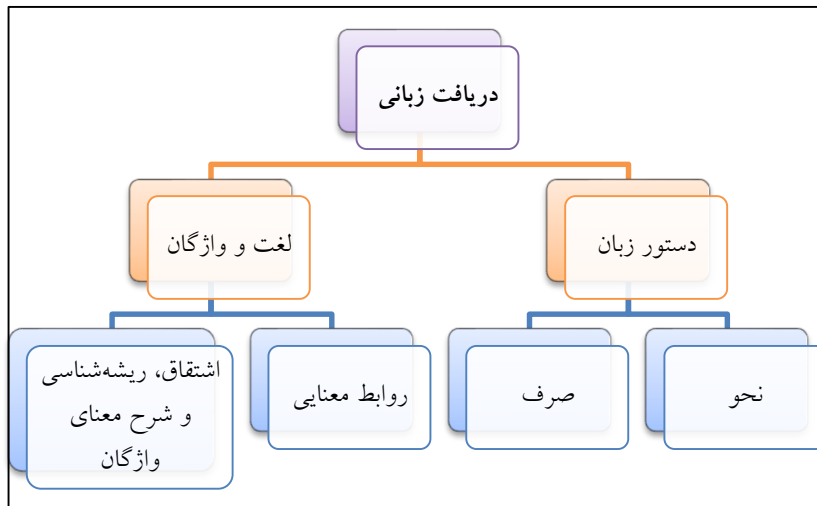 دریافت زبانی
دستور زبان
لغت و واژگان
نحو
صرف
روابط معنایی
اشتقاق، ریشه‌شناسی
و شرح معنای
واژگان